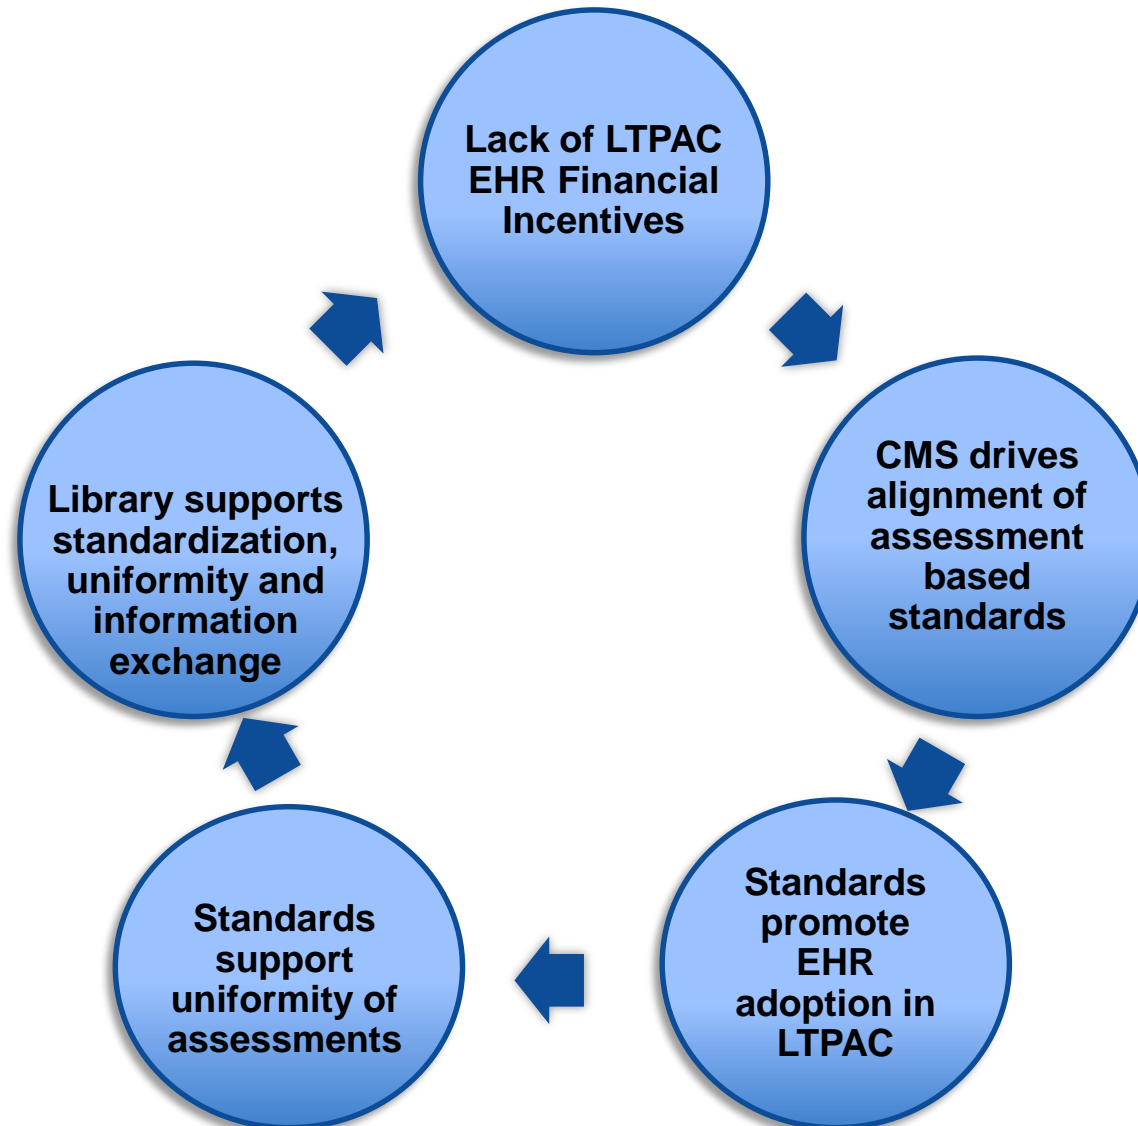 Lack of LTPAC
EHR Financial
Incentives
CMS drives
alignment of
assessment
based
standards
Standards
promote
EHR
adoption in
LTPAC
Standards
support
uniformity of
assessments
Library supports
standardization,
uniformity and
information
exchange